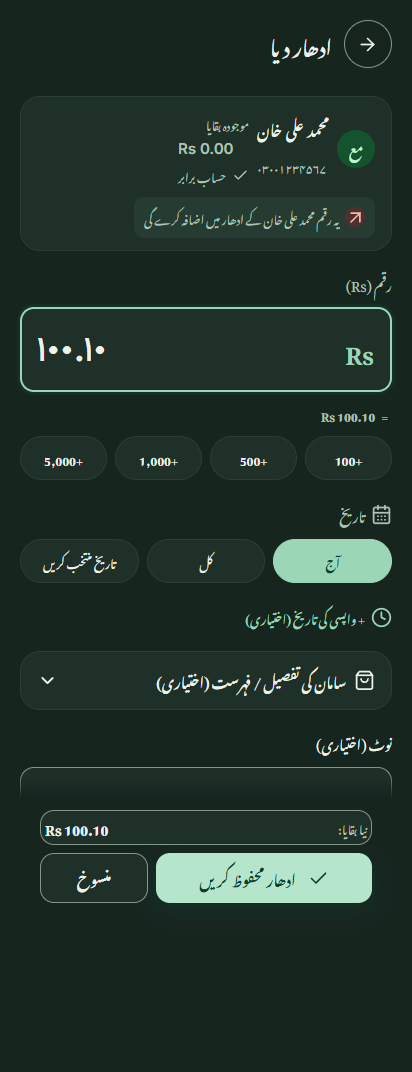 ادھار دیا
مع
محمد علی خان
۰۳۰۰۱۲۳۴۵۶۷
موجودہ بقایا
Rs 0.00
حساب برابر
یہ رقم محمد علی خان کے ادھار میں اضافہ کرے گی
رقم (Rs)
Rs
۱۰۰.۱۰
= Rs 100.10
+100 +500 +1,000 +5,000
تاریخ
آج کل تاریخ منتخب کریں
+ واپسی کی تاریخ (اختیاری)
سامان کی تفصیل / فہرست (اختیاری)
نوٹ (اختیاری)
نیا بقایا: Rs 100.10
ادھار محفوظ کریں منسوخ